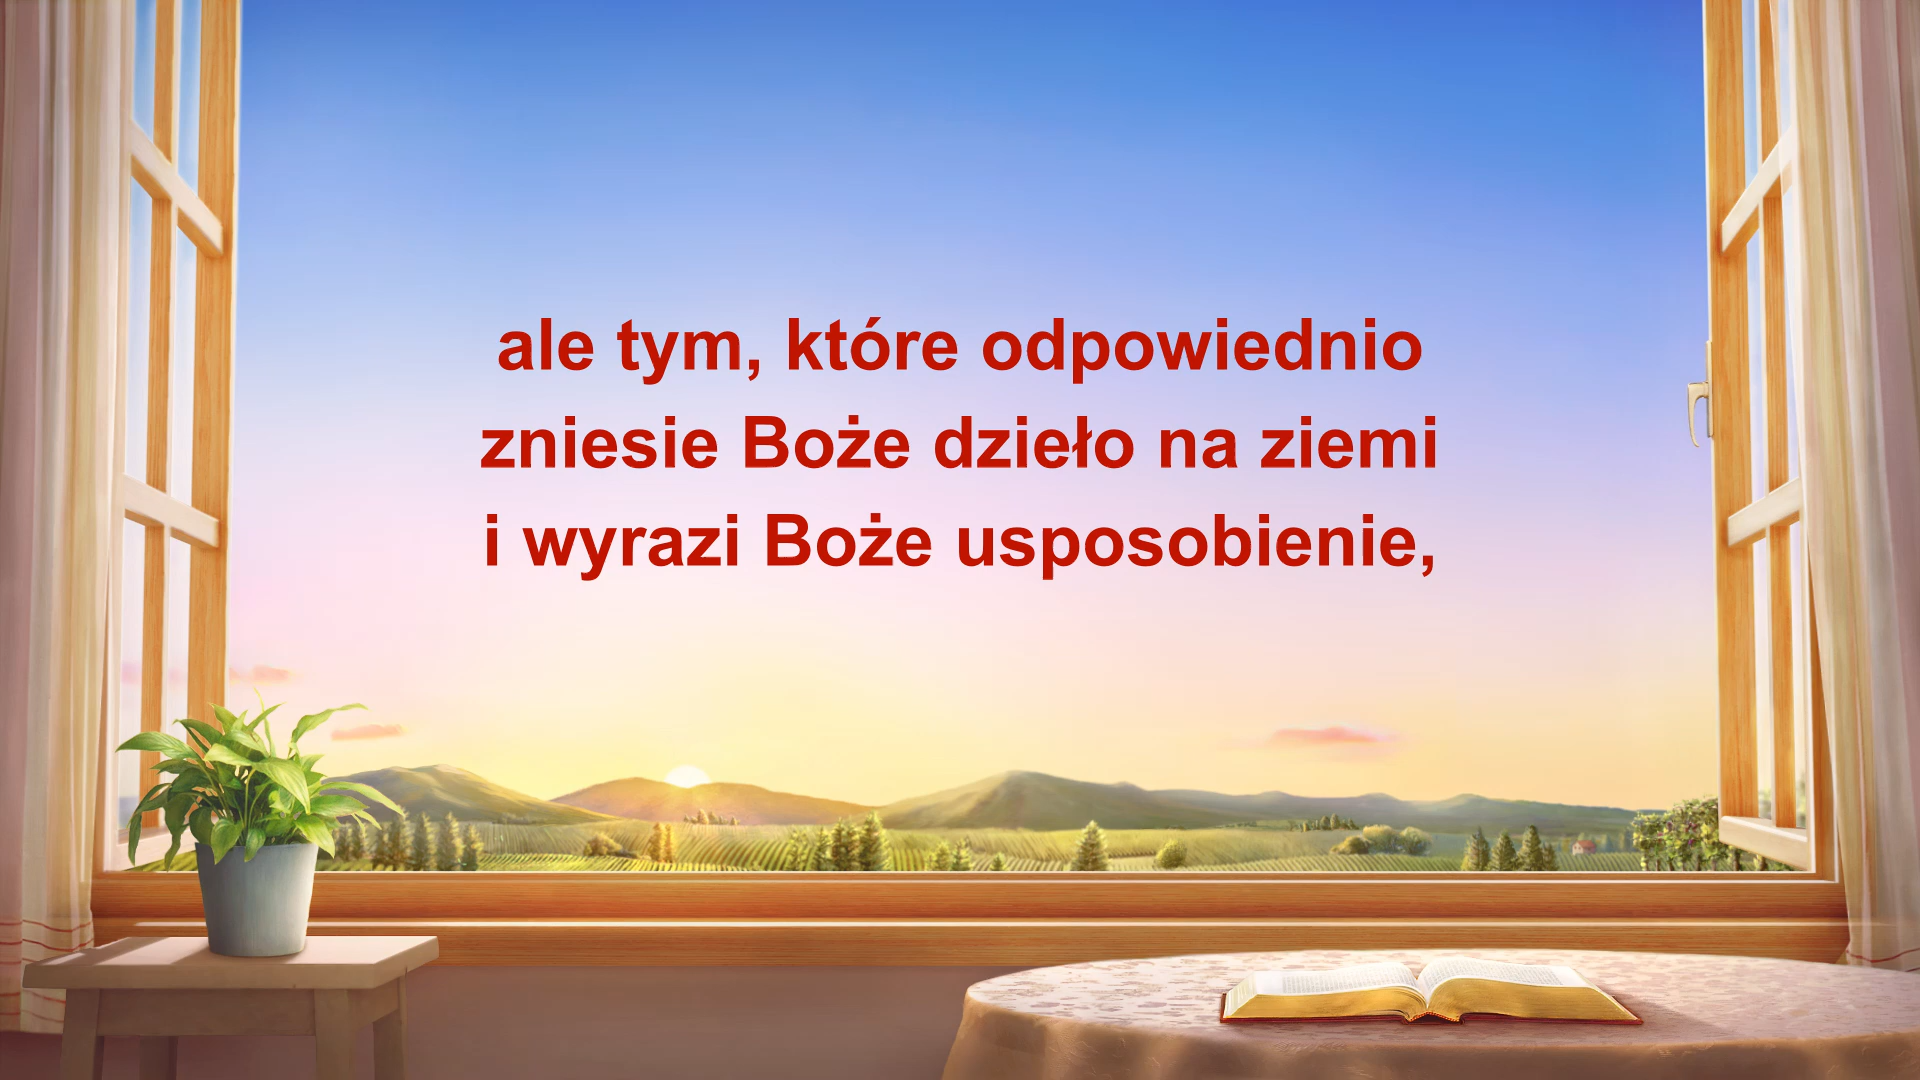 ale tym, które odpowiednio
zniesie Boże dzieło na ziemi
i wyrazi Boże usposobienie,